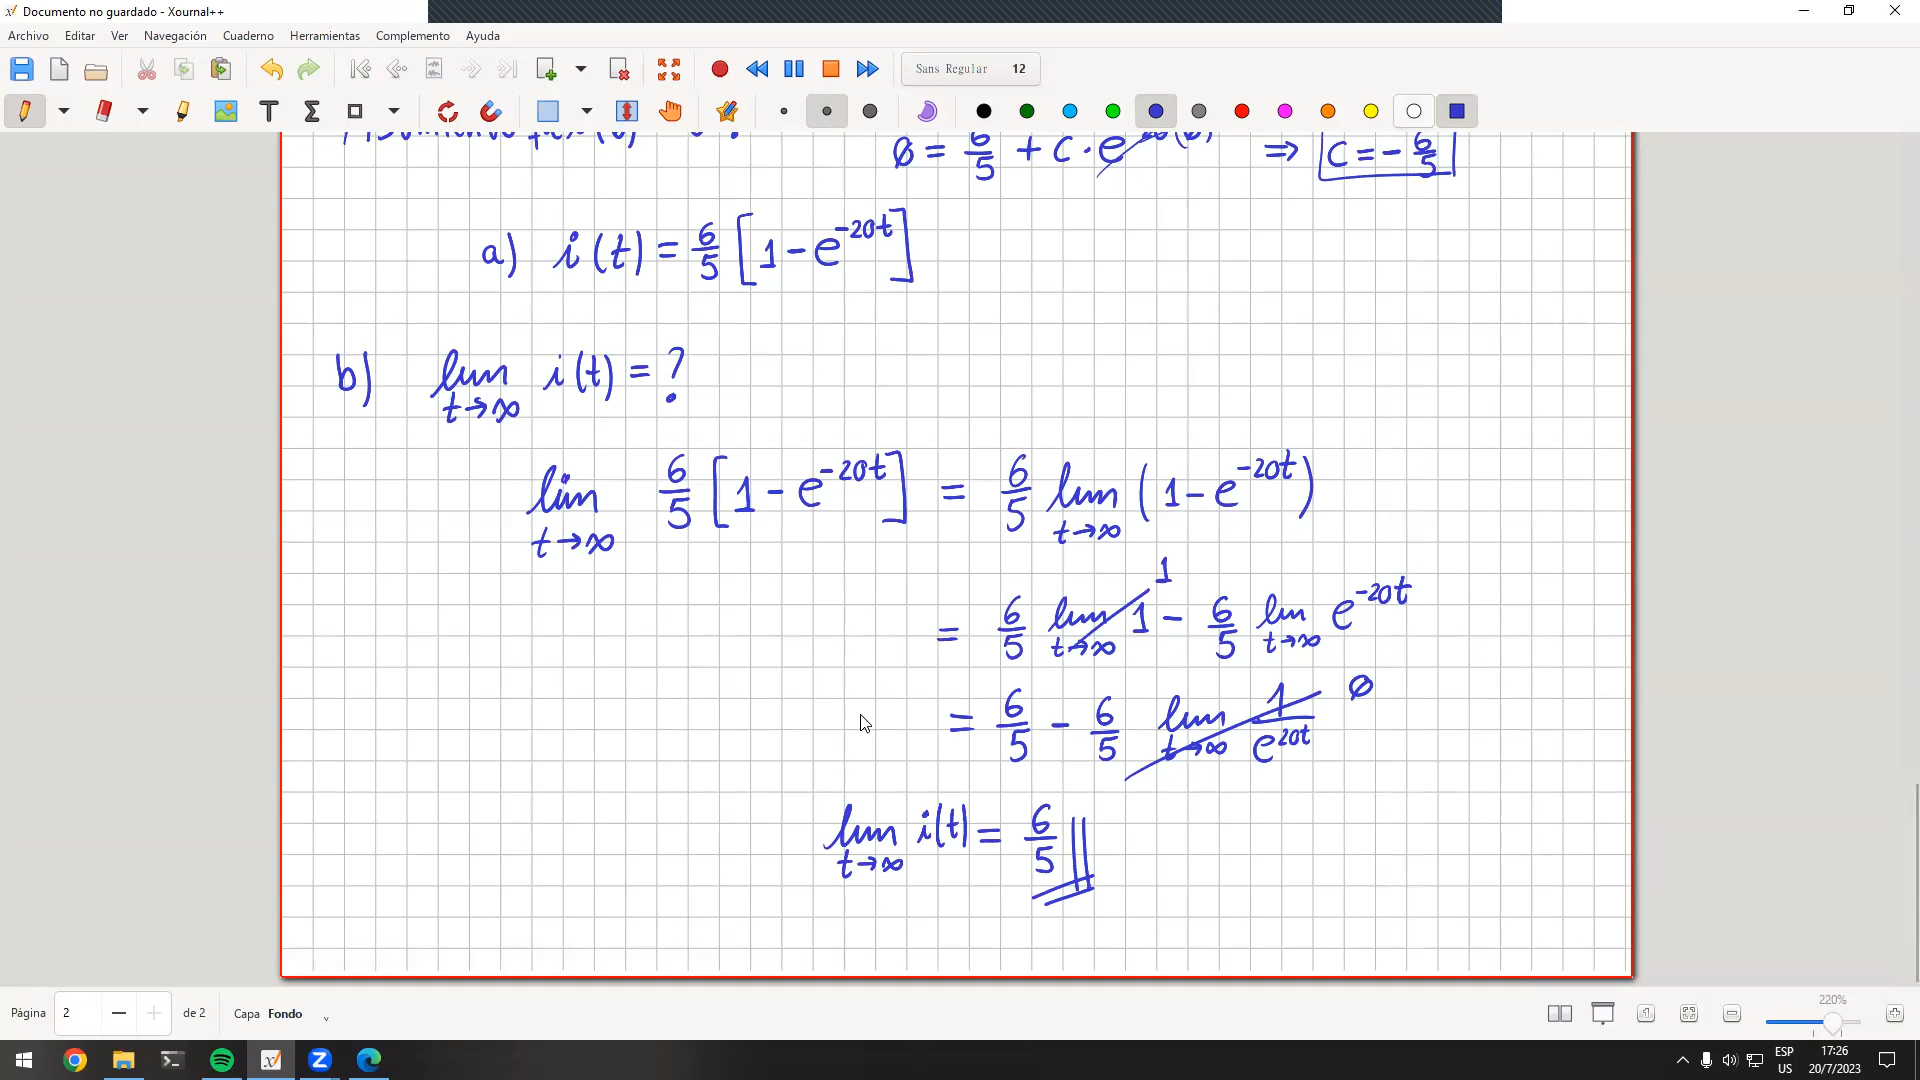 Documento no guardado - Xournal++
Archivo Editar Ver Navegación Cuaderno Herramientas Complemento Ayuda
Sans Regular 12
0 = 6/5 + C · e => C = - 6/5
a) i(t) = 6/5 [1 - e^{-20t}]
b) lim t→∞ i(t) = ?
lim t→∞ 6/5 [1 - e^{-20t}] = 6/5 lim t→∞ (1 - e^{-20t})
= 6/5 lim t→∞ 1 1 - 6/5 lim t→∞ e^{-20t}
= 6/5 - 6/5 lim t→∞ 1/e^{20t} 0
lim t→∞ i(t) = 6/5
220%
Página 2 de 2 Capa Fondo
ESP US 17:26 20/7/2023